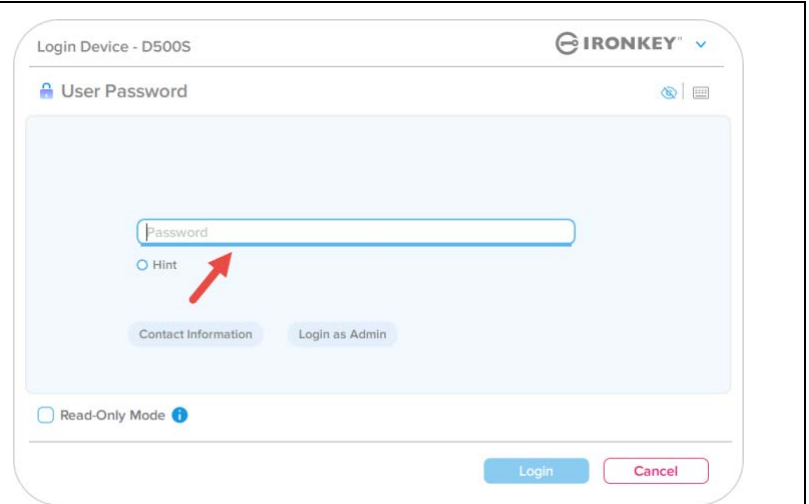 Login Device - D500S
IRONKEY
User Password
Password
Hint
Contact Information Login as Admin
Read-Only Mode
Login Cancel